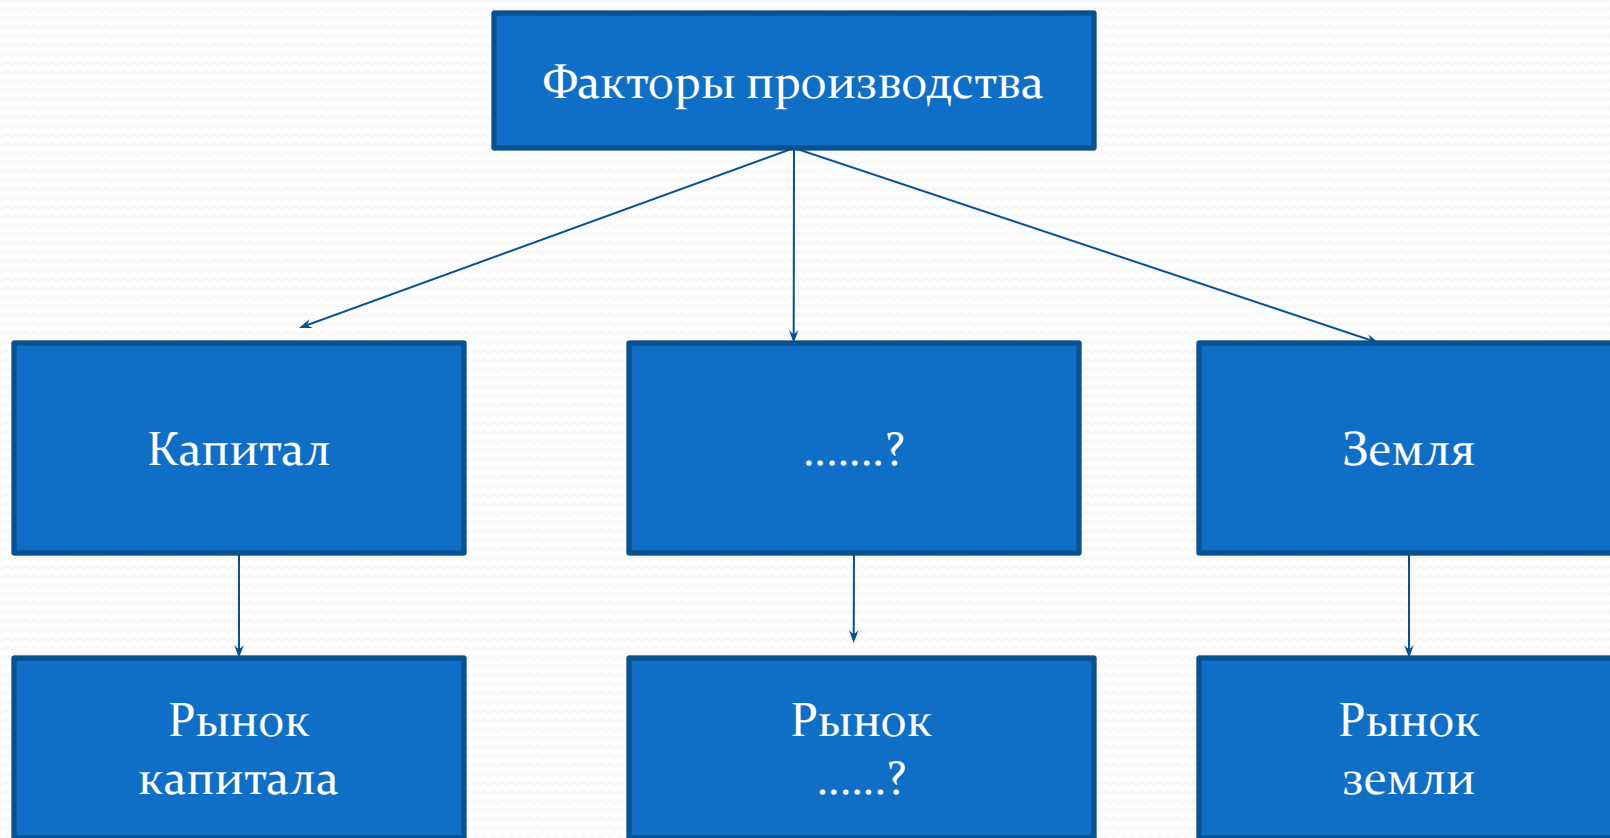 Факторы производства
Капитал
.......?
Земля
Рынок
капитала
Рынок
......?
Рынок
земли